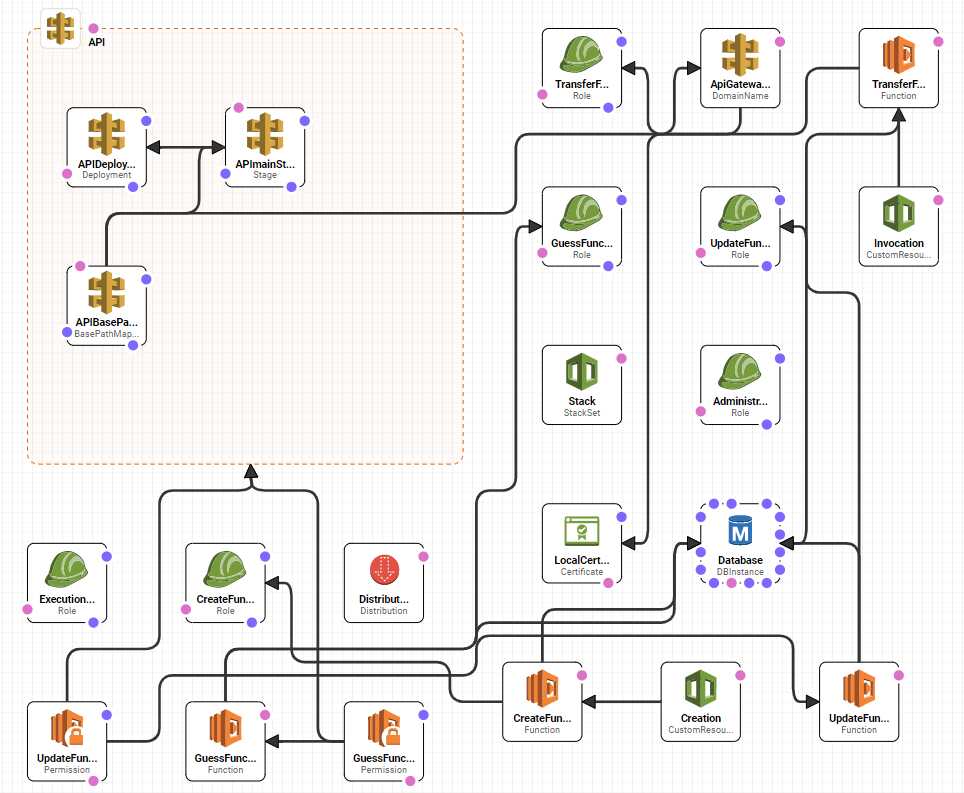 API
TransferF...
Role
ApiGatewa...
DomainName
TransferF...
Function
APIDeploy...
Deployment
APImainSt...
Stage
GuessFunc...
Role
UpdateFun...
Role
Invocation
CustomResou...
APIBasePa...
BasePathMap...
Stack
StackSet
Administr...
Role
LocalCert...
Certificate
M
Database
DBInstance
Execution...
Role
CreateFun...
Role
Distribut...
Distribution
CreateFun...
Function
Creation
CustomResou...
UpdateFun...
Function
UpdateFun...
Permission
GuessFunc...
Function
GuessFunc...
Permission